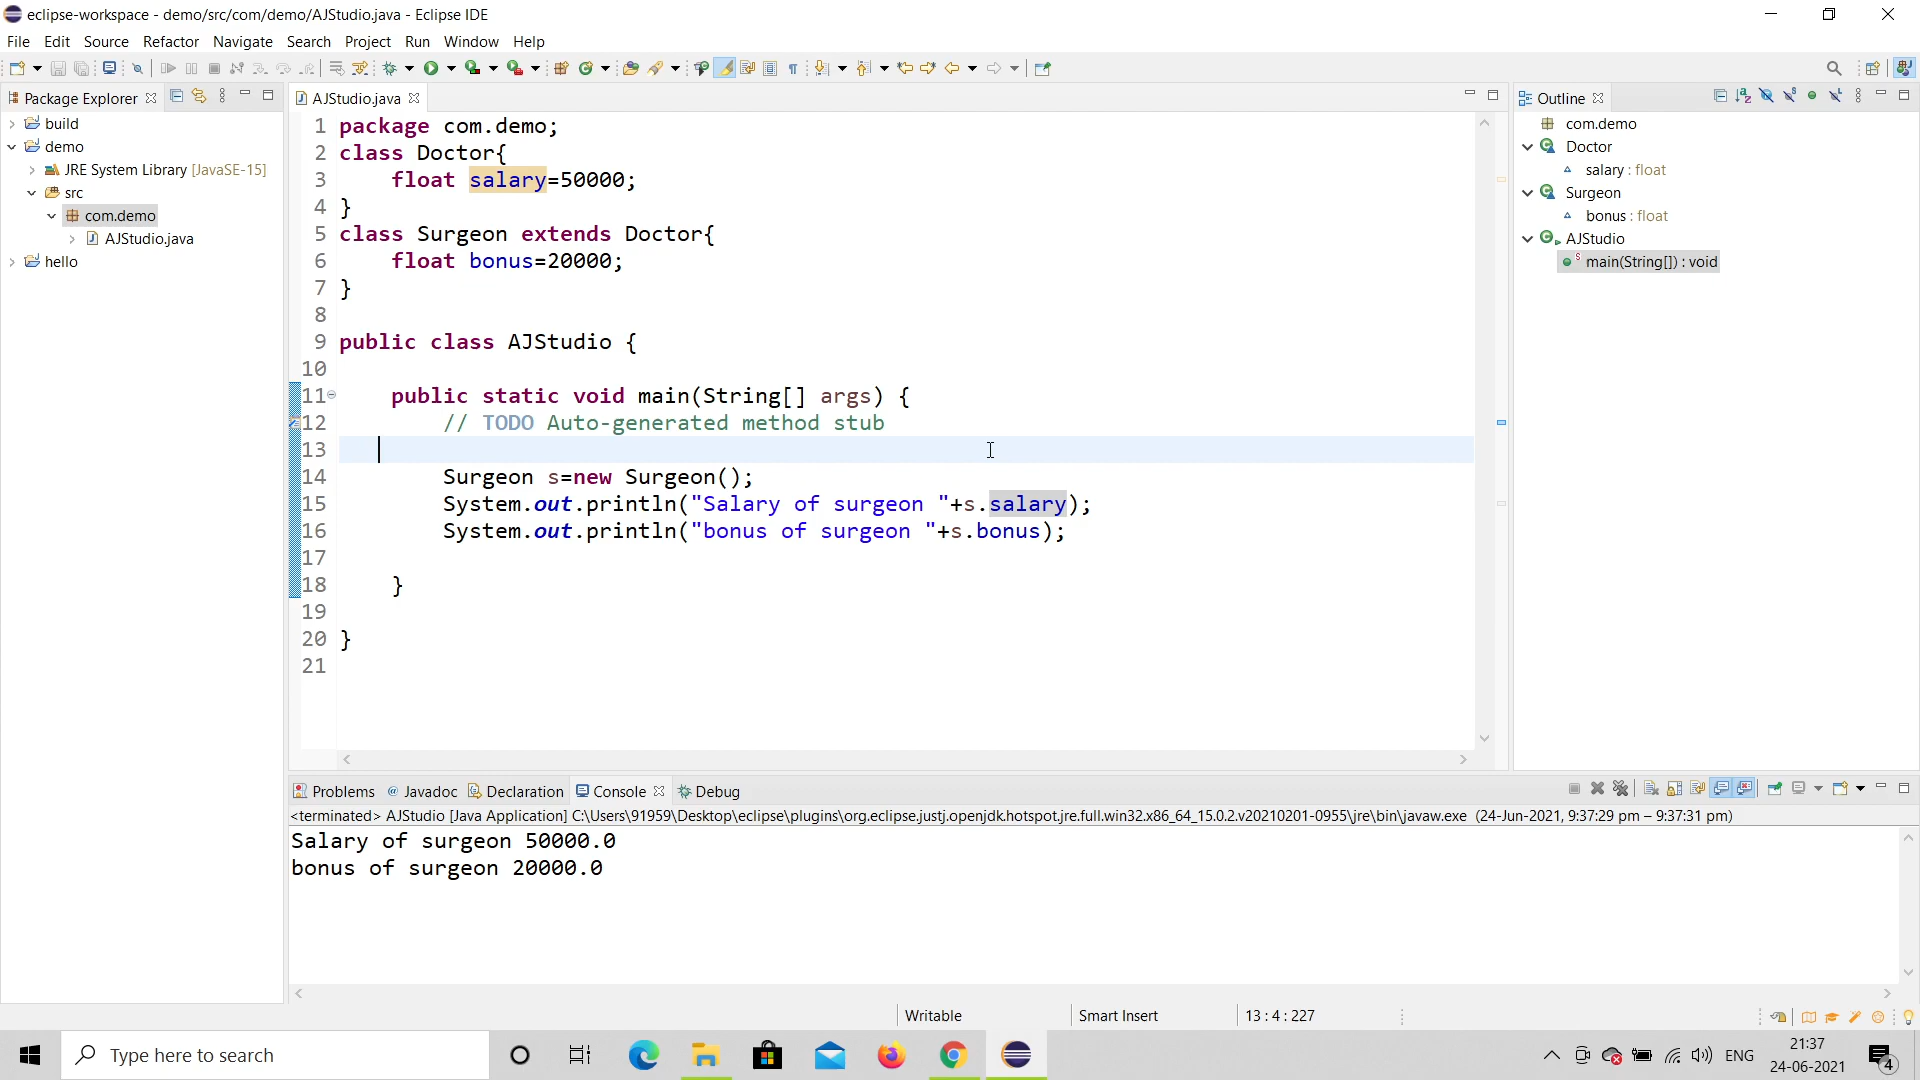 eclipse-workspace - demo/src/com/demo/AJStudio.java - Eclipse IDE
File Edit Source Refactor Navigate Search Project Run Window Help
Package Explorer
build
demo
JRE System Library [JavaSE-15]
src
com.demo
AJStudio.java
hello
AJStudio.java
1 package com.demo;
2 class Doctor{
3 float salary=50000;
4 }
5 class Surgeon extends Doctor{
6 float bonus=20000;
7 }
8
9 public class AJStudio {
10
11 public static void main(String[] args) {
12 // TODO Auto-generated method stub
13
14 Surgeon s=new Surgeon();
15 System.out.println("Salary of surgeon "+s.salary);
16 System.out.println("bonus of surgeon "+s.bonus);
17
18 }
19
20 }
21
Outline
com.demo
Doctor
salary : float
Surgeon
bonus : float
AJStudio
main(String[]) : void
Problems Javadoc Declaration Console Debug
<terminated> AJStudio [Java Application] C:\Users\91959\Desktop\eclipse\plugins\org.eclipse.justj.openjdk.hotspot.jre.full.win32.x86_64_15.0.2.v20210201-0955\jre\bin\javaw.exe (24-Jun-2021, 9:37:29 pm – 9:37:31 pm)
Salary of surgeon 50000.0
bonus of surgeon 20000.0
Writable Smart Insert 13 : 4 : 227
Type here to search
ENG
21:37
24-06-2021
4